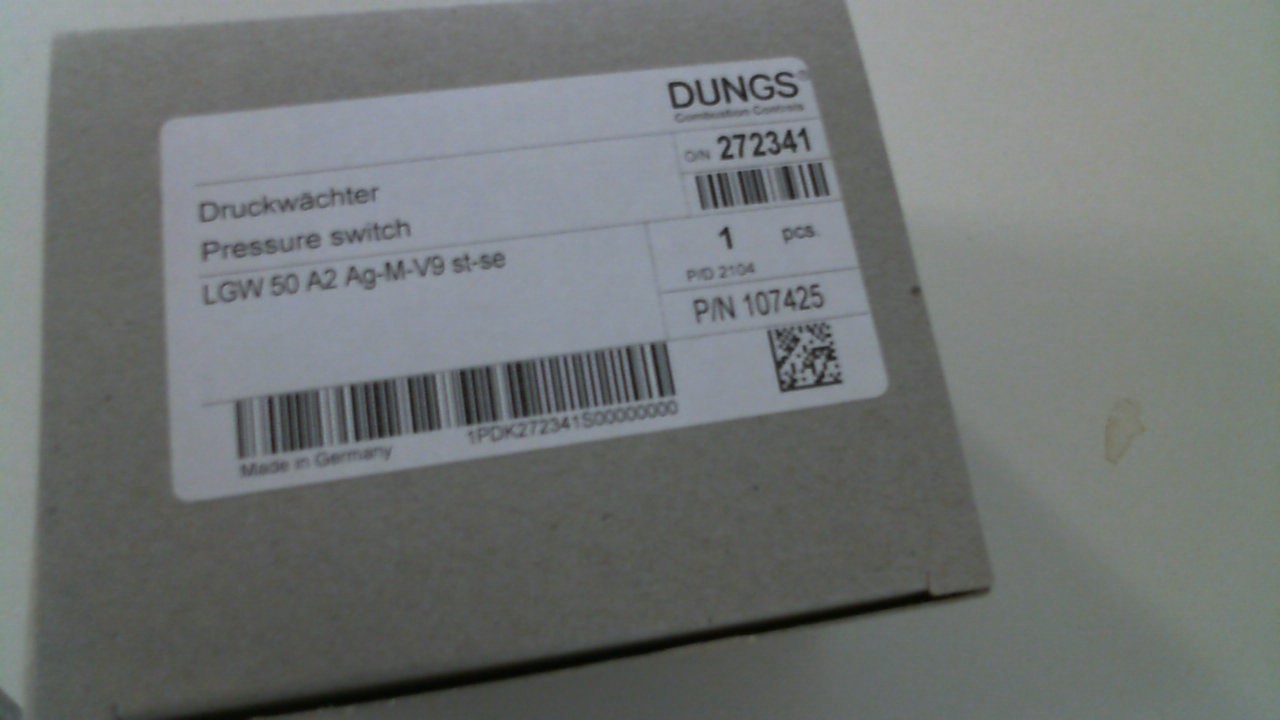 DUNGS®
Combustion Controls
O/N 272341
Druckwächter
Pressure switch
LGW 50 A2 Ag-M-V9 st-se
1 pcs.
P/D 2104
P/N 107425
1PDK272341S00000000
Made in Germany